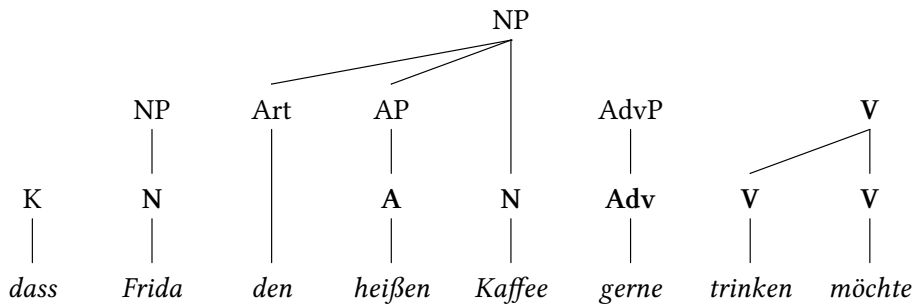 NP
NP Art AP AdvP V
K N A N Adv V V
dass Frida den heißen Kaffee gerne trinken möchte